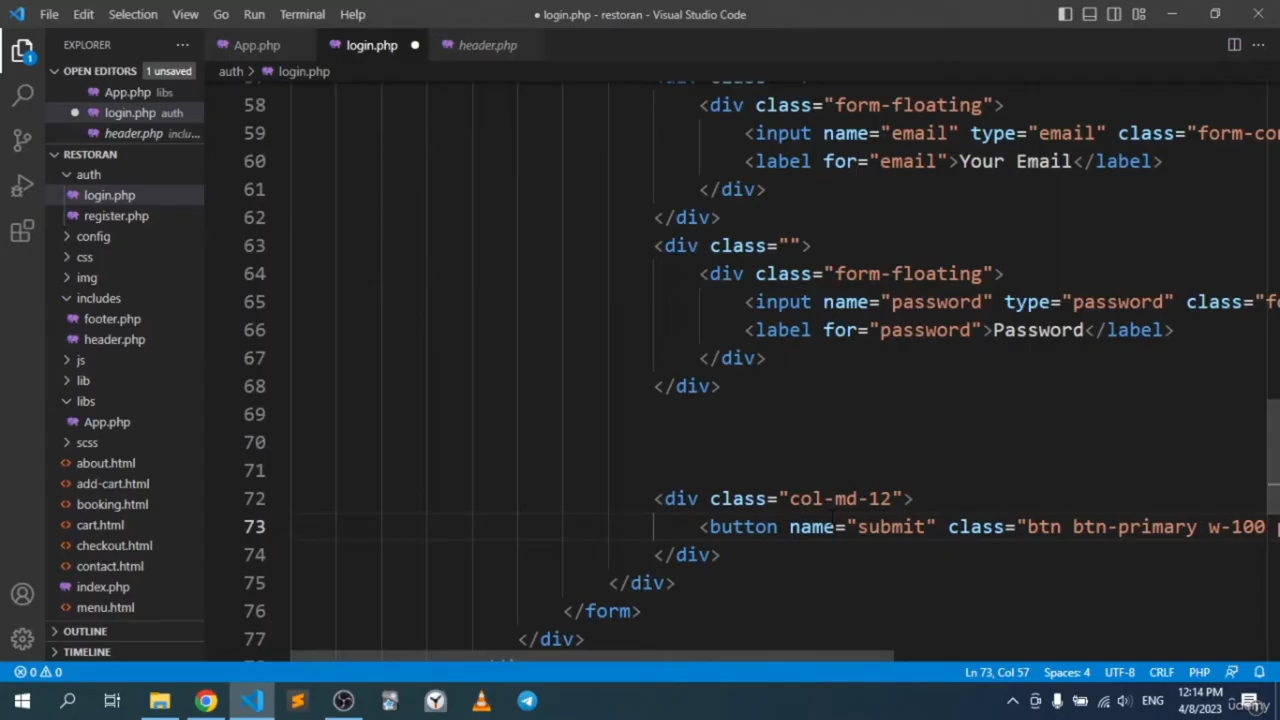 File Edit Selection View Go Run Terminal Help
● login.php - restoran - Visual Studio Code
EXPLORER
App.php
login.php
header.php
OPEN EDITORS 1 unsaved
auth > login.php
App.php libs
login.php auth
header.php inclu...
RESTORAN
auth
login.php
register.php
config
css
img
includes
footer.php
header.php
js
lib
libs
App.php
scss
about.html
add-cart.html
booking.html
cart.html
checkout.html
contact.html
index.php
menu.html
OUTLINE
TIMELINE
58 <div class="form-floating">
59 <input name="email" type="email" class="form-co
60 <label for="email">Your Email</label>
61 </div>
62 </div>
63 <div class="">
64 <div class="form-floating">
65 <input name="password" type="password" class="fo
66 <label for="password">Password</label>
67 </div>
68 </div>
69
70
71
72 <div class="col-md-12">
73 <button name="submit" class="btn btn-primary w-100 p
74 </div>
75 </div>
76 </form>
77 </div>
0 0
Ln 73, Col 57 Spaces: 4 UTF-8 CRLF PHP
ENG
12:14 PM
4/8/2023
udemy